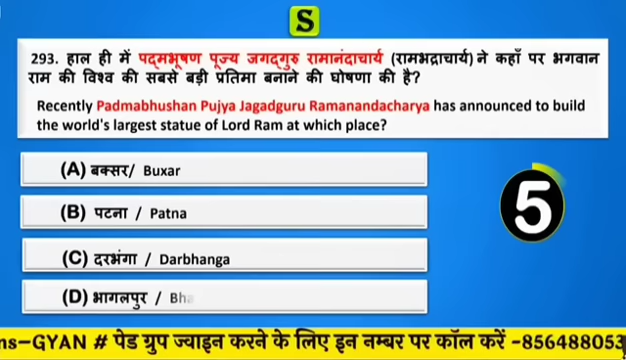 S
293. हाल ही में पद्मभूषण पूज्य जगद्गुरु रामानंदाचार्य (रामभद्राचार्य) ने कहाँ पर भगवान
राम की विश्व की सबसे बड़ी प्रतिमा बनाने की घोषणा की है?
Recently Padmabhushan Pujya Jagadguru Ramanandacharya has announced to build
the world's largest statue of Lord Ram at which place?
(A) बक्सर/ Buxar
(B) पटना / Patna
5
(C) दरभंगा / Darbhanga
(D) भागलपुर / Bha
ns-GYAN # पेड ग्रुप ज्वाइन करने के लिए इन नम्बर पर कॉल करें -856488053